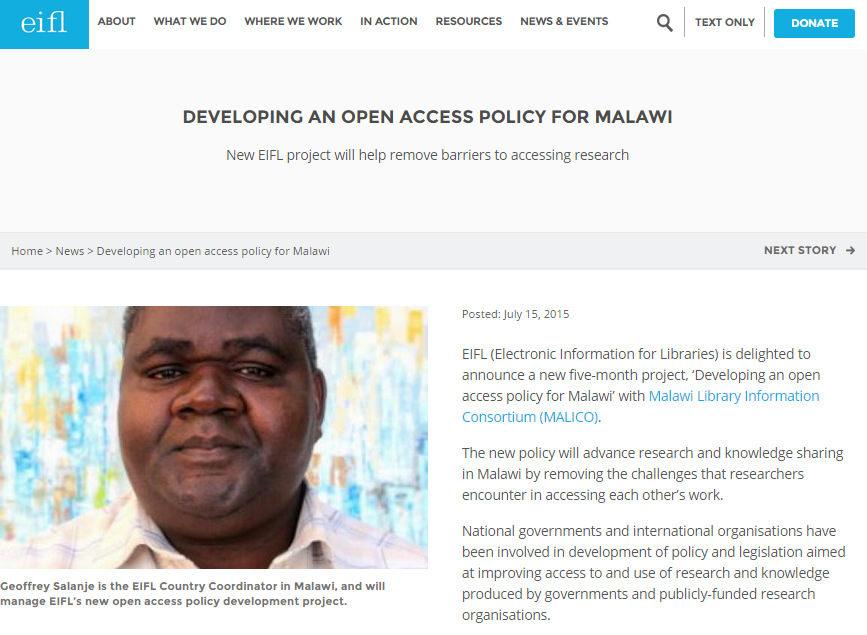 eifl
ABOUT
WHAT WE DO
WHERE WE WORK
IN ACTION
RESOURCES
NEWS & EVENTS
TEXT ONLY
DONATE
DEVELOPING AN OPEN ACCESS POLICY FOR MALAWI
New EIFL project will help remove barriers to accessing research
Home > News > Developing an open access policy for Malawi
NEXT STORY →
Geoffrey Salanje is the EIFL Country Coordinator in Malawi, and will
manage EIFL's new open access policy development project.
Posted: July 15, 2015
EIFL (Electronic Information for Libraries) is delighted to
announce a new five-month project, ‘Developing an open
access policy for Malawi’ with Malawi Library Information
Consortium (MALICO).
The new policy will advance research and knowledge sharing
in Malawi by removing the challenges that researchers
encounter in accessing each other’s work.
National governments and international organisations have
been involved in development of policy and legislation aimed
at improving access to and use of research and knowledge
produced by governments and publicly-funded research
organisations.